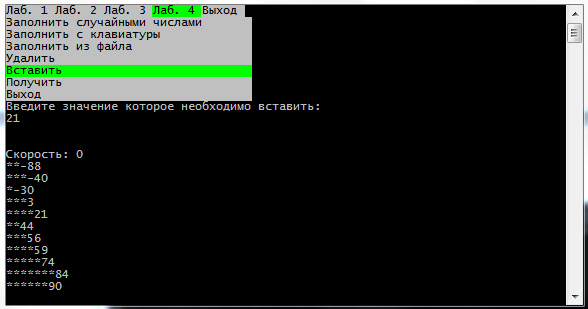 Лаб. 1 Лаб. 2 Лаб. 3 Лаб. 4 Выход
Заполнить случайными числами
Заполнить с клавиатуры
Заполнить из файла
Удалить
Вставить
Получить
Выход
Введите значение которое необходимо вставить:
21
Скорость: 0
**-88
***-40
*-30
***3
****21
**44
***56
****59
*****74
*******84
******90